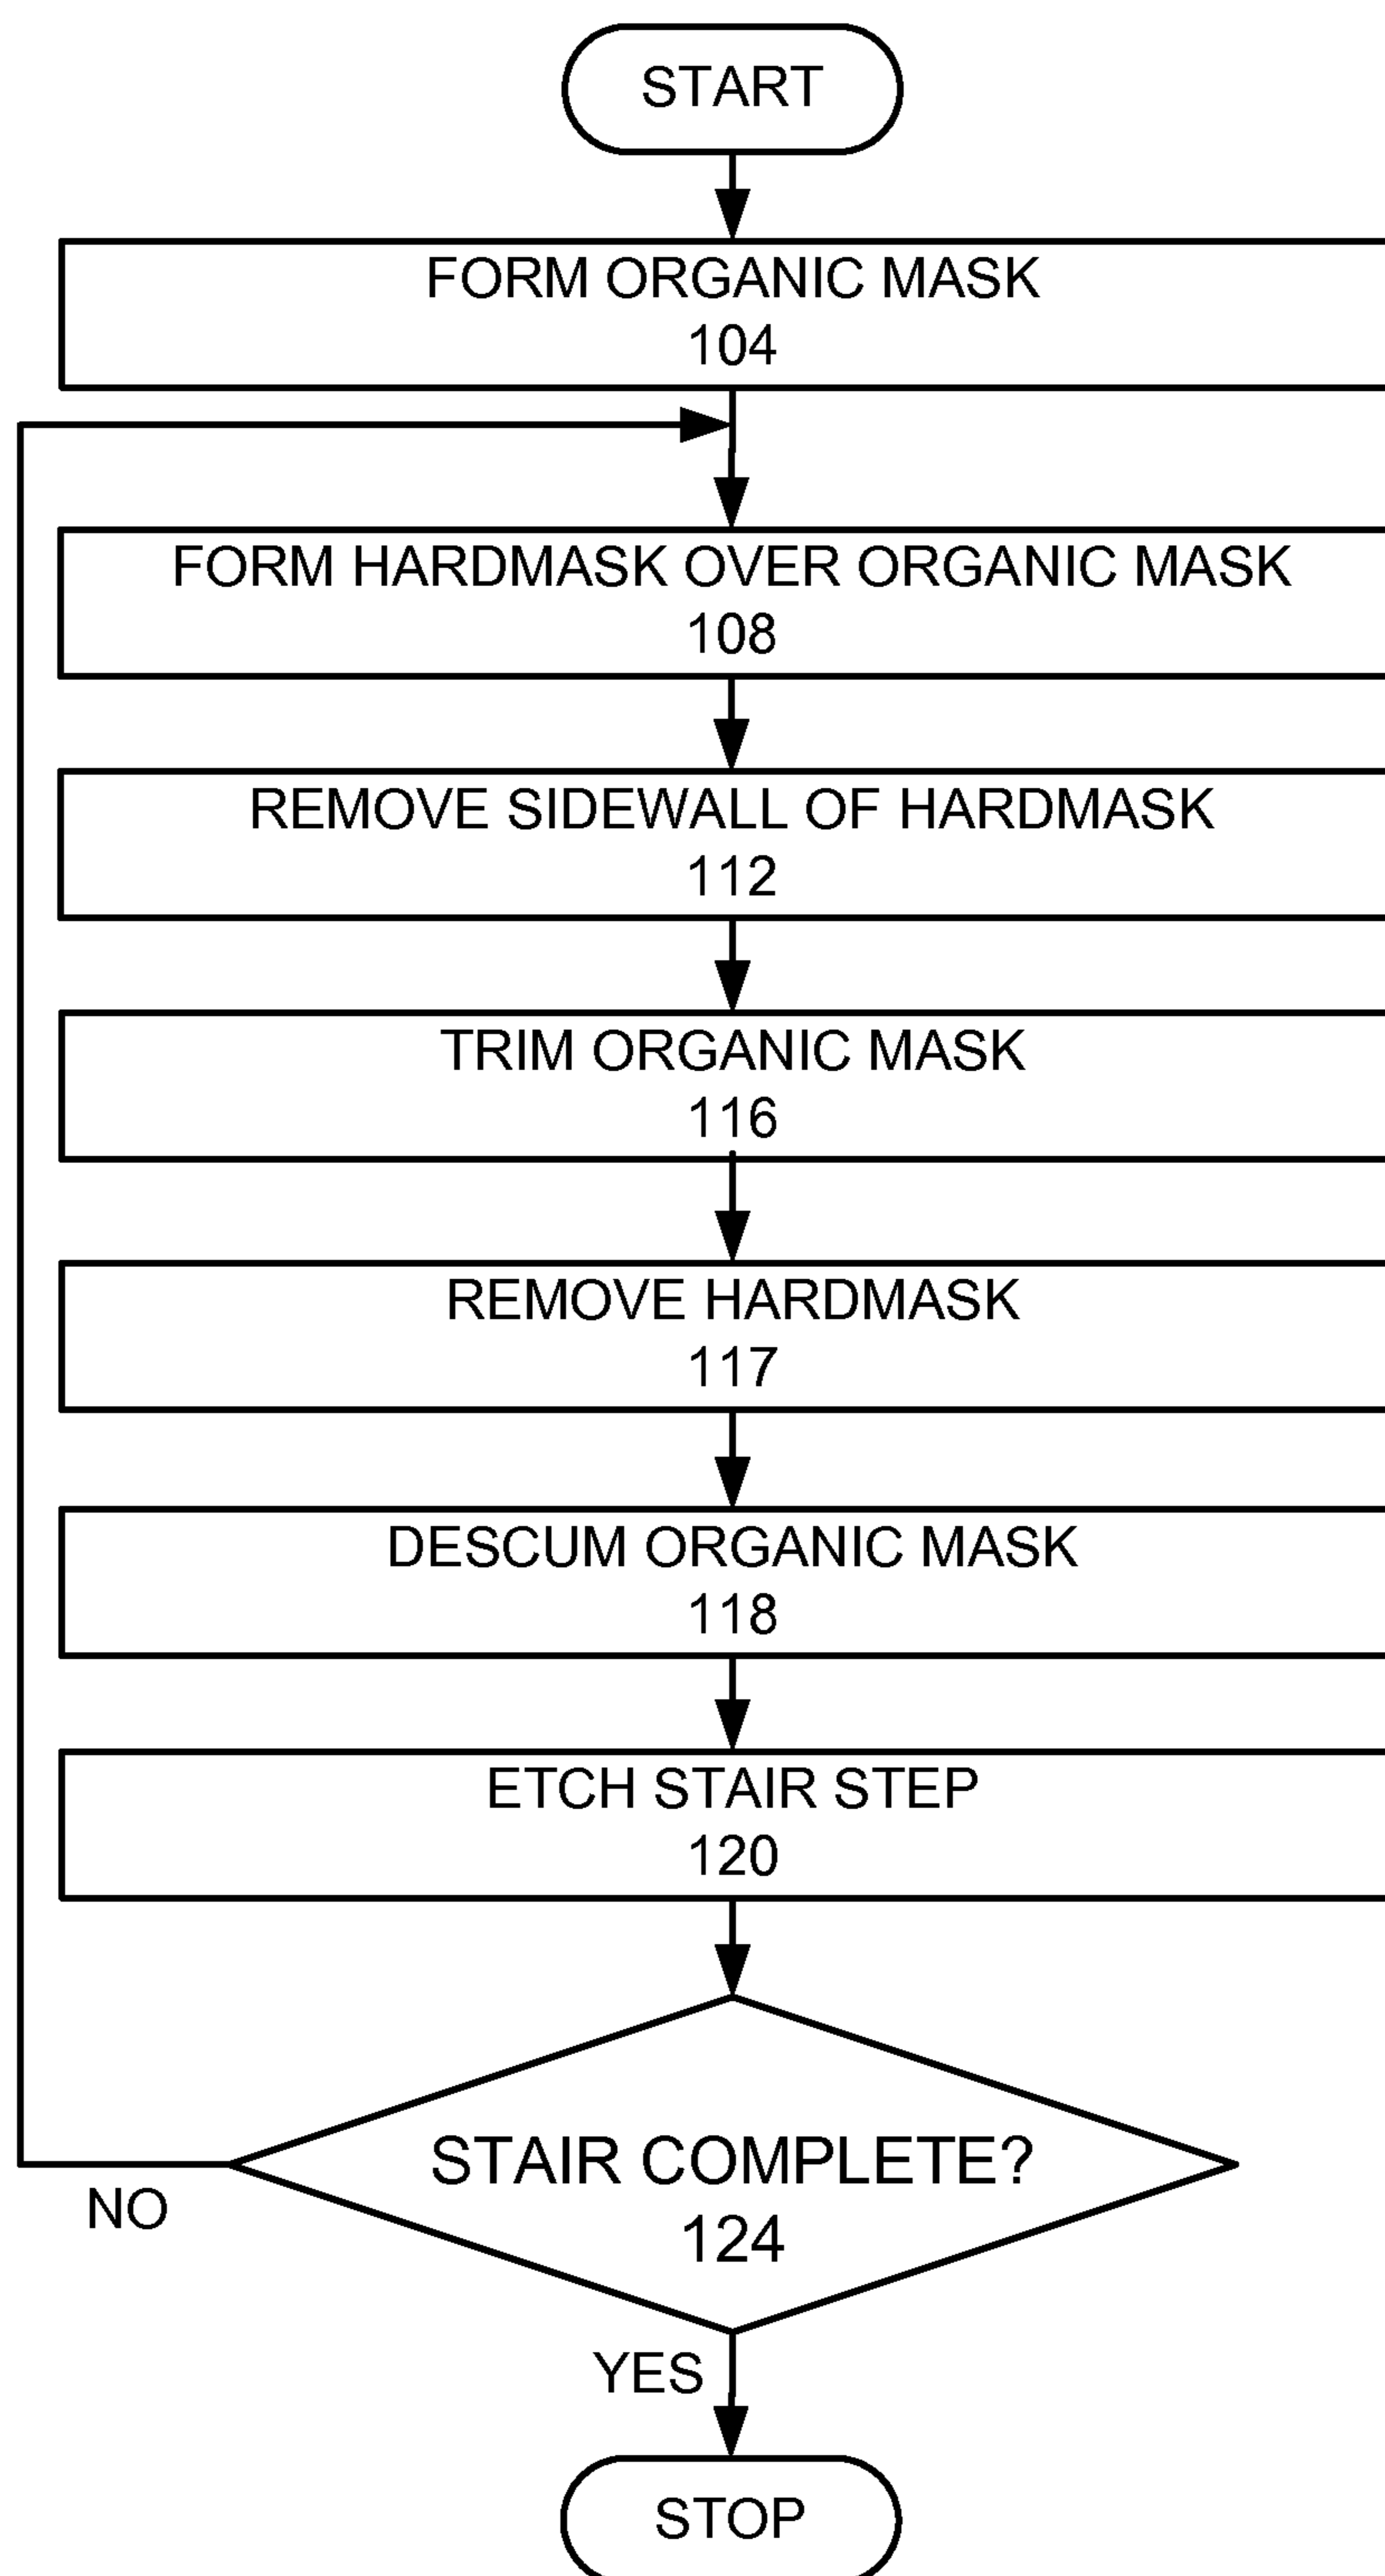 START
FORM ORGANIC MASK
104
FORM HARDMASK OVER ORGANIC MASK
108
REMOVE SIDEWALL OF HARDMASK
112
TRIM ORGANIC MASK
116
REMOVE HARDMASK
117
DESCUM ORGANIC MASK
118
ETCH STAIR STEP
120
STAIR COMPLETE?
124
NO
YES
STOP